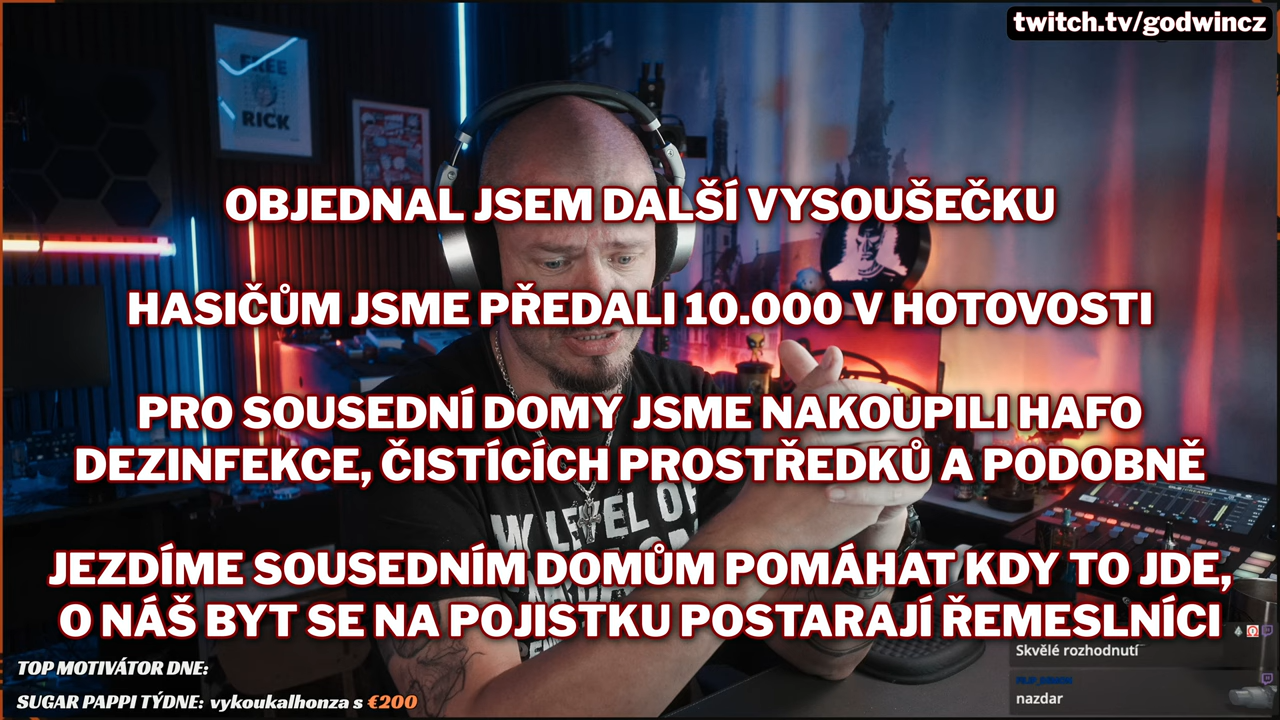 twitch.tv/godwincz
FREE
RICK
OBJEDNAL JSEM DALŠÍ VYSOUŠEČKU
HASIČŮM JSME PŘEDALI 10.000 V HOTOVOSTI
PRO SOUSEDNÍ DOMY JSME NAKOUPILI HAFO
DEZINFEKCE, ČISTÍCÍCH PROSTŘEDKŮ A PODOBNĚ
JEZDÍME SOUSEDNÍM DOMŮM POMÁHAT KDY TO JDE,
O NÁŠ BYT SE NA POJISTKU POSTARAJÍ ŘEMESLNÍCI
Skvělé rozhodnutí
nazdar
TOP MOTIVÁTOR DNE:
SUGAR PAPPI TÝDNE: vykoukalhonza s €200